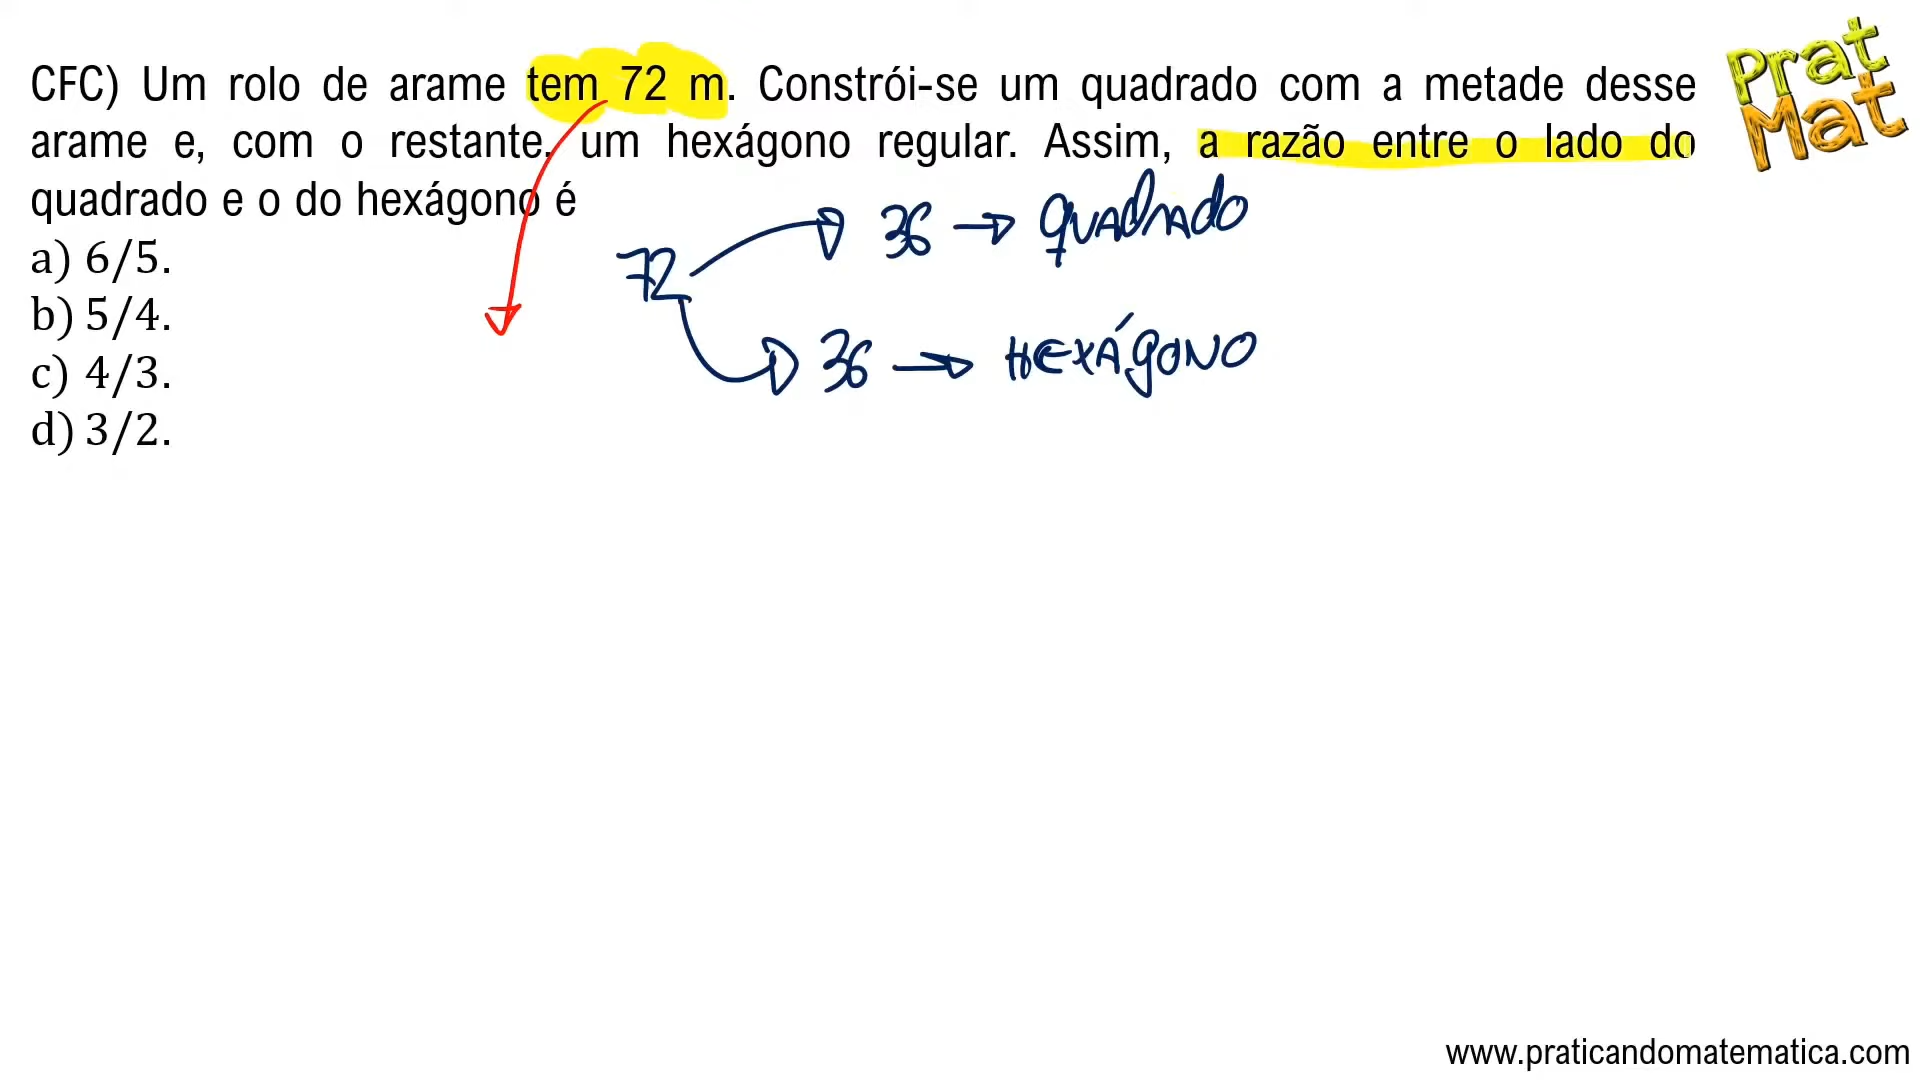 CFC) Um rolo de arame tem 72 m. Constrói-se um quadrado com a metade desse
arame e, com o restante, um hexágono regular. Assim, a razão entre o lado do
quadrado e o do hexágono é
a) 6/5.
b) 5/4.
c) 4/3.
d) 3/2.
72
36 → QUADRADO
36 → HEXÁGONO
Prat
Mat
www.praticandomatematica.com